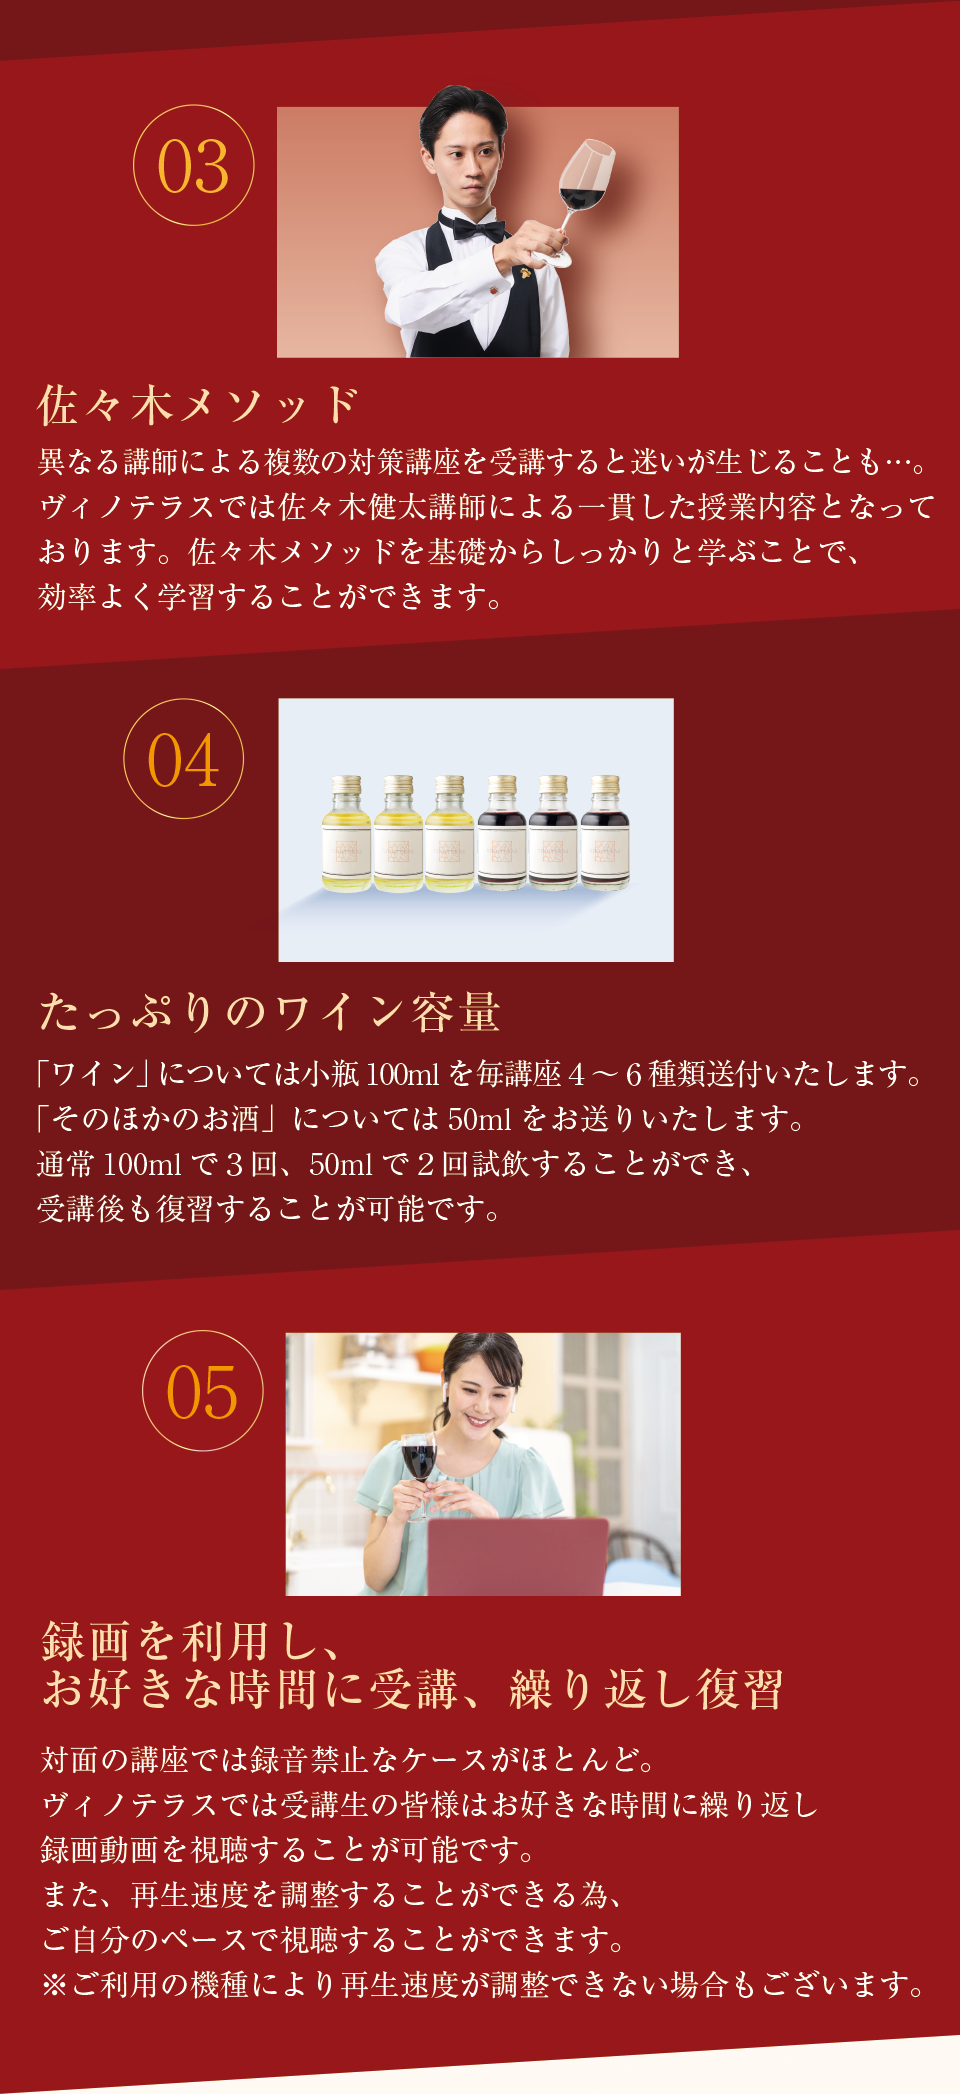 03
佐々木メソッド
異なる講師による複数の対策講座を受講すると迷いが生じることも…。
ヴィノテラスでは佐々木健太講師による一貫した授業内容となって
おります。佐々木メソッドを基礎からしっかりと学ぶことで、
効率よく学習することができます。
04
たっぷりのワイン容量
「ワイン」については小瓶100mlを毎講座4～6種類送付いたします。
「そのほかのお酒」については50mlをお送りいたします。
通常100mlで3回、50mlで2回試飲することができ、
受講後も復習することが可能です。
05
録画を利用し、
お好きな時間に受講、繰り返し復習
対面の講座では録音禁止なケースがほとんど。
ヴィノテラスでは受講生の皆様はお好きな時間に繰り返し
録画動画を視聴することが可能です。
また、再生速度を調整することができる為、
ご自分のペースで視聴することができます。
※ご利用の機種により再生速度が調整できない場合もございます。